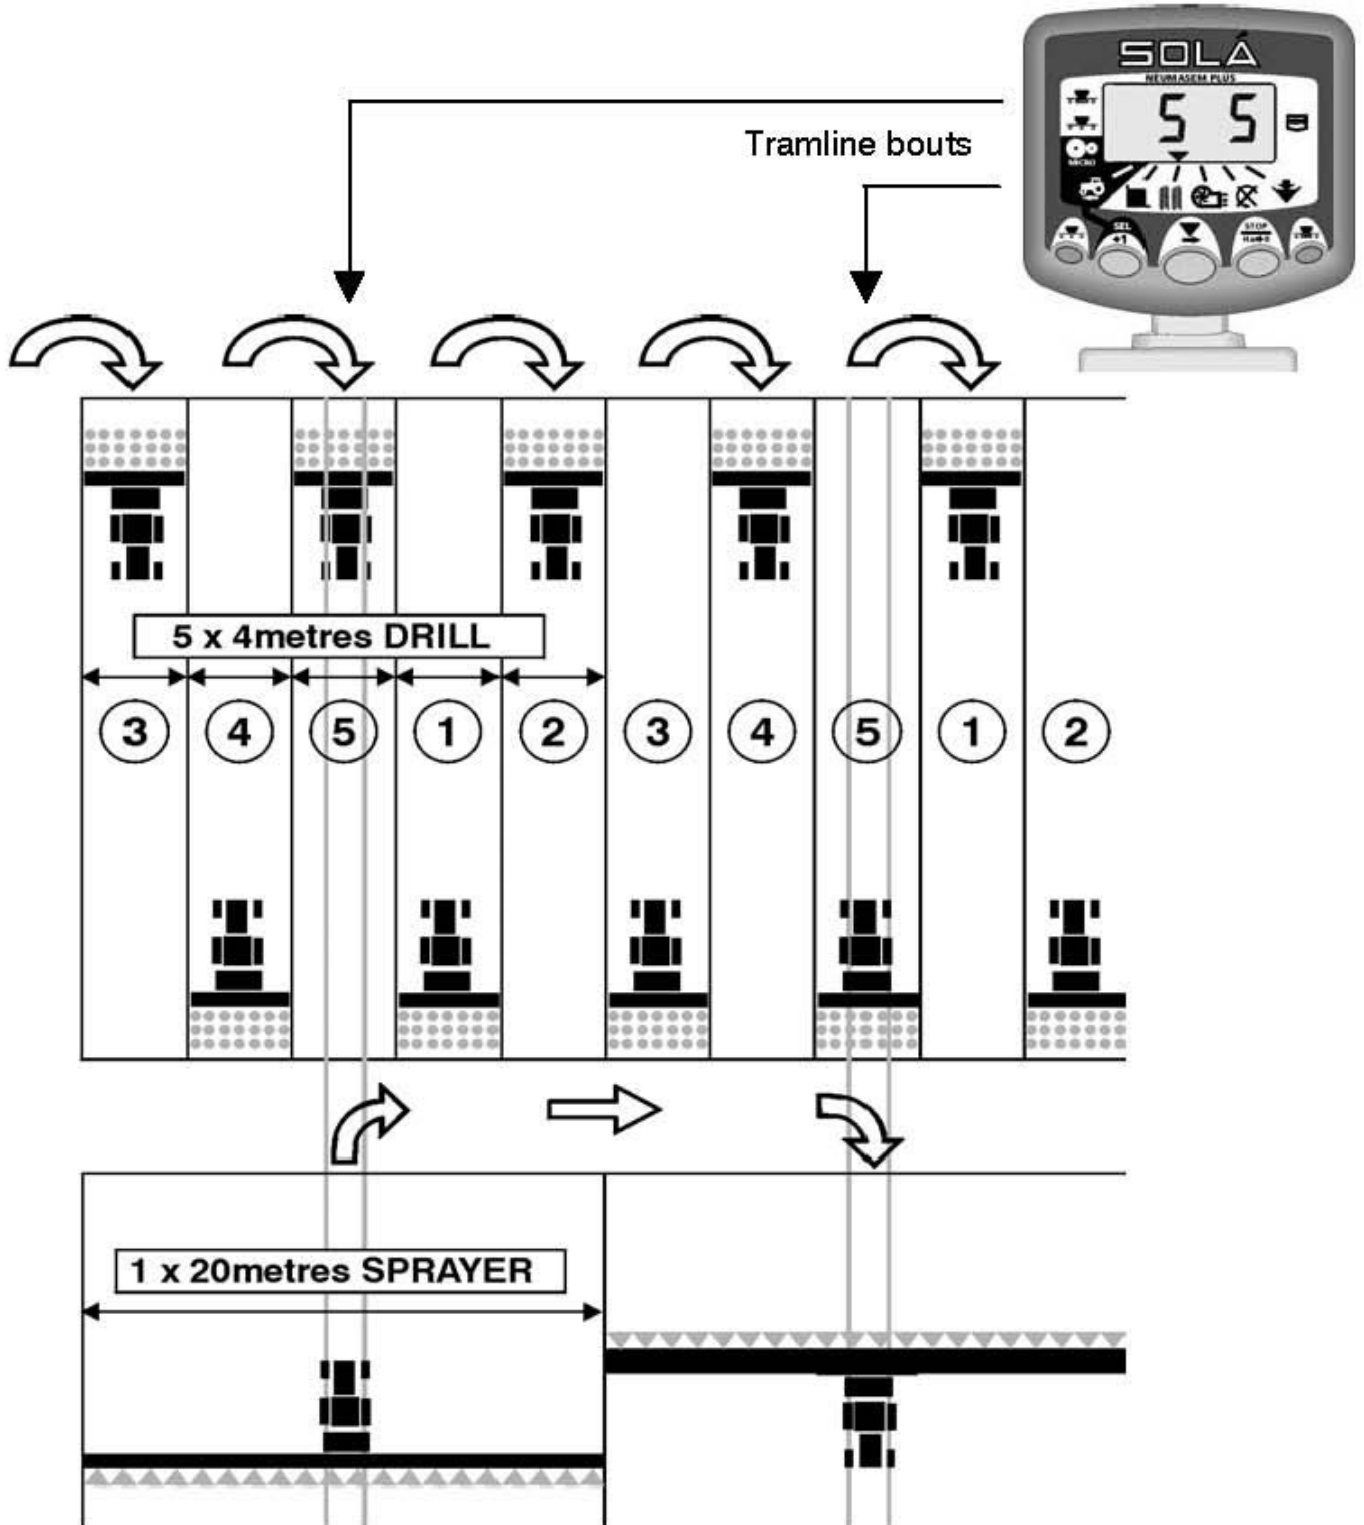 SOLÁ
NEUMASEM PLUS
5 5
MICRO
SEL
+1
STOP
Tramline bouts
5 x 4metres DRILL
3 4 5 1 2 3 4 5 1 2
1 x 20metres SPRAYER